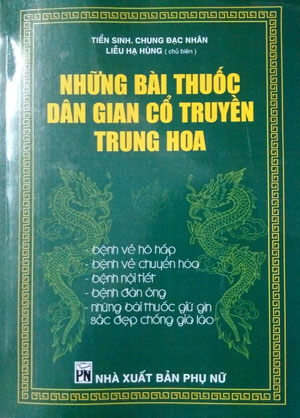 TIỀN SINH, CHUNG ĐẠC NHÂN
LIỄU HẠ HÙNG ( chủ biên )
NHỮNG BÀI THUỐC
DÂN GIAN CỔ TRUYỀN
TRUNG HOA
- bệnh về hô hấp
- bệnh về chuyển hóa
- bệnh nội tiết
- bệnh đàn ông
- những bài thuốc giữ gìn
sắc đẹp chống già lão
PN
NHÀ XUẤT BẢN PHỤ NỮ